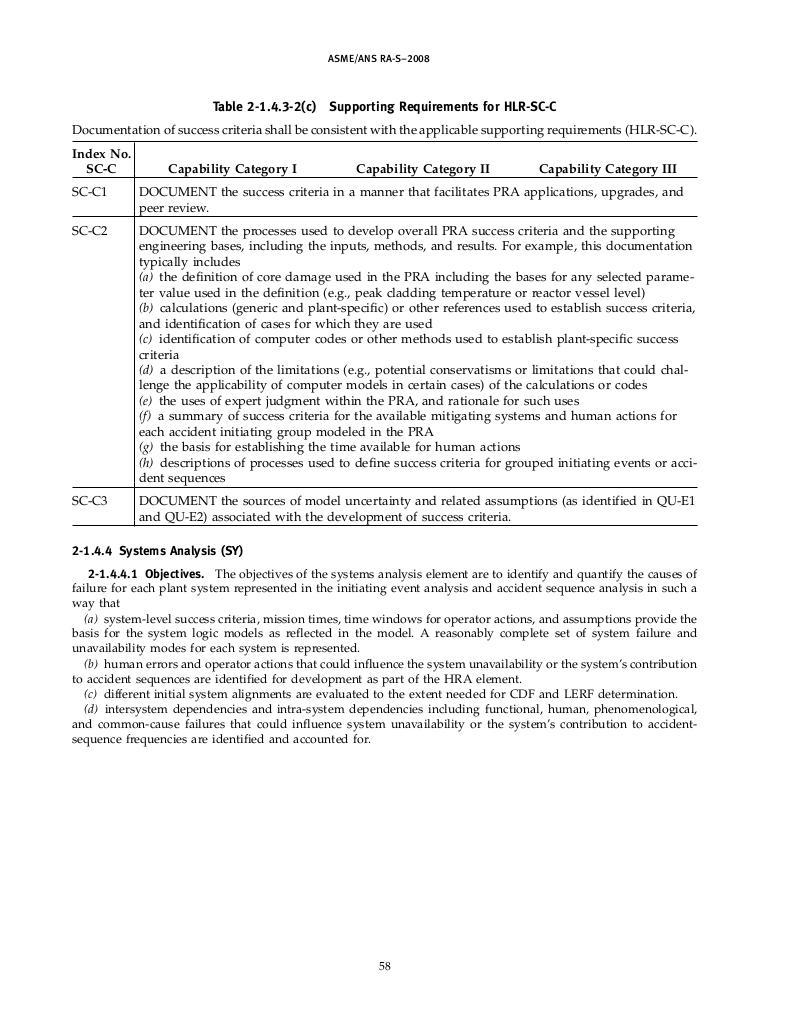 ASME/ANS RA-S–2008
Table 2-1.4.3-2(c) Supporting Requirements for HLR-SC-C
Documentation of success criteria shall be consistent with the applicable supporting requirements (HLR-SC-C).
Index No.
SC-C Capability Category I Capability Category II Capability Category III
SC-C1 DOCUMENT the success criteria in a manner that facilitates PRA applications, upgrades, and
peer review.
SC-C2 DOCUMENT the processes used to develop overall PRA success criteria and the supporting
engineering bases, including the inputs, methods, and results. For example, this documentation
typically includes
(a) the definition of core damage used in the PRA including the bases for any selected parame-
ter value used in the definition (e.g., peak cladding temperature or reactor vessel level)
(b) calculations (generic and plant-specific) or other references used to establish success criteria,
and identification of cases for which they are used
(c) identification of computer codes or other methods used to establish plant-specific success
criteria
(d) a description of the limitations (e.g., potential conservatisms or limitations that could chal-
lenge the applicability of computer models in certain cases) of the calculations or codes
(e) the uses of expert judgment within the PRA, and rationale for such uses
(f) a summary of success criteria for the available mitigating systems and human actions for
each accident initiating group modeled in the PRA
(g) the basis for establishing the time available for human actions
(h) descriptions of processes used to define success criteria for grouped initiating events or acci-
dent sequences
SC-C3 DOCUMENT the sources of model uncertainty and related assumptions (as identified in QU-E1
and QU-E2) associated with the development of success criteria.
2-1.4.4 Systems Analysis (SY)
2-1.4.4.1 Objectives. The objectives of the systems analysis element are to identify and quantify the causes of
failure for each plant system represented in the initiating event analysis and accident sequence analysis in such a
way that
(a) system-level success criteria, mission times, time windows for operator actions, and assumptions provide the
basis for the system logic models as reflected in the model. A reasonably complete set of system failure and
unavailability modes for each system is represented.
(b) human errors and operator actions that could influence the system unavailability or the system's contribution
to accident sequences are identified for development as part of the HRA element.
(c) different initial system alignments are evaluated to the extent needed for CDF and LERF determination.
(d) intersystem dependencies and intra-system dependencies including functional, human, phenomenological,
and common-cause failures that could influence system unavailability or the system's contribution to accident-
sequence frequencies are identified and accounted for.
58